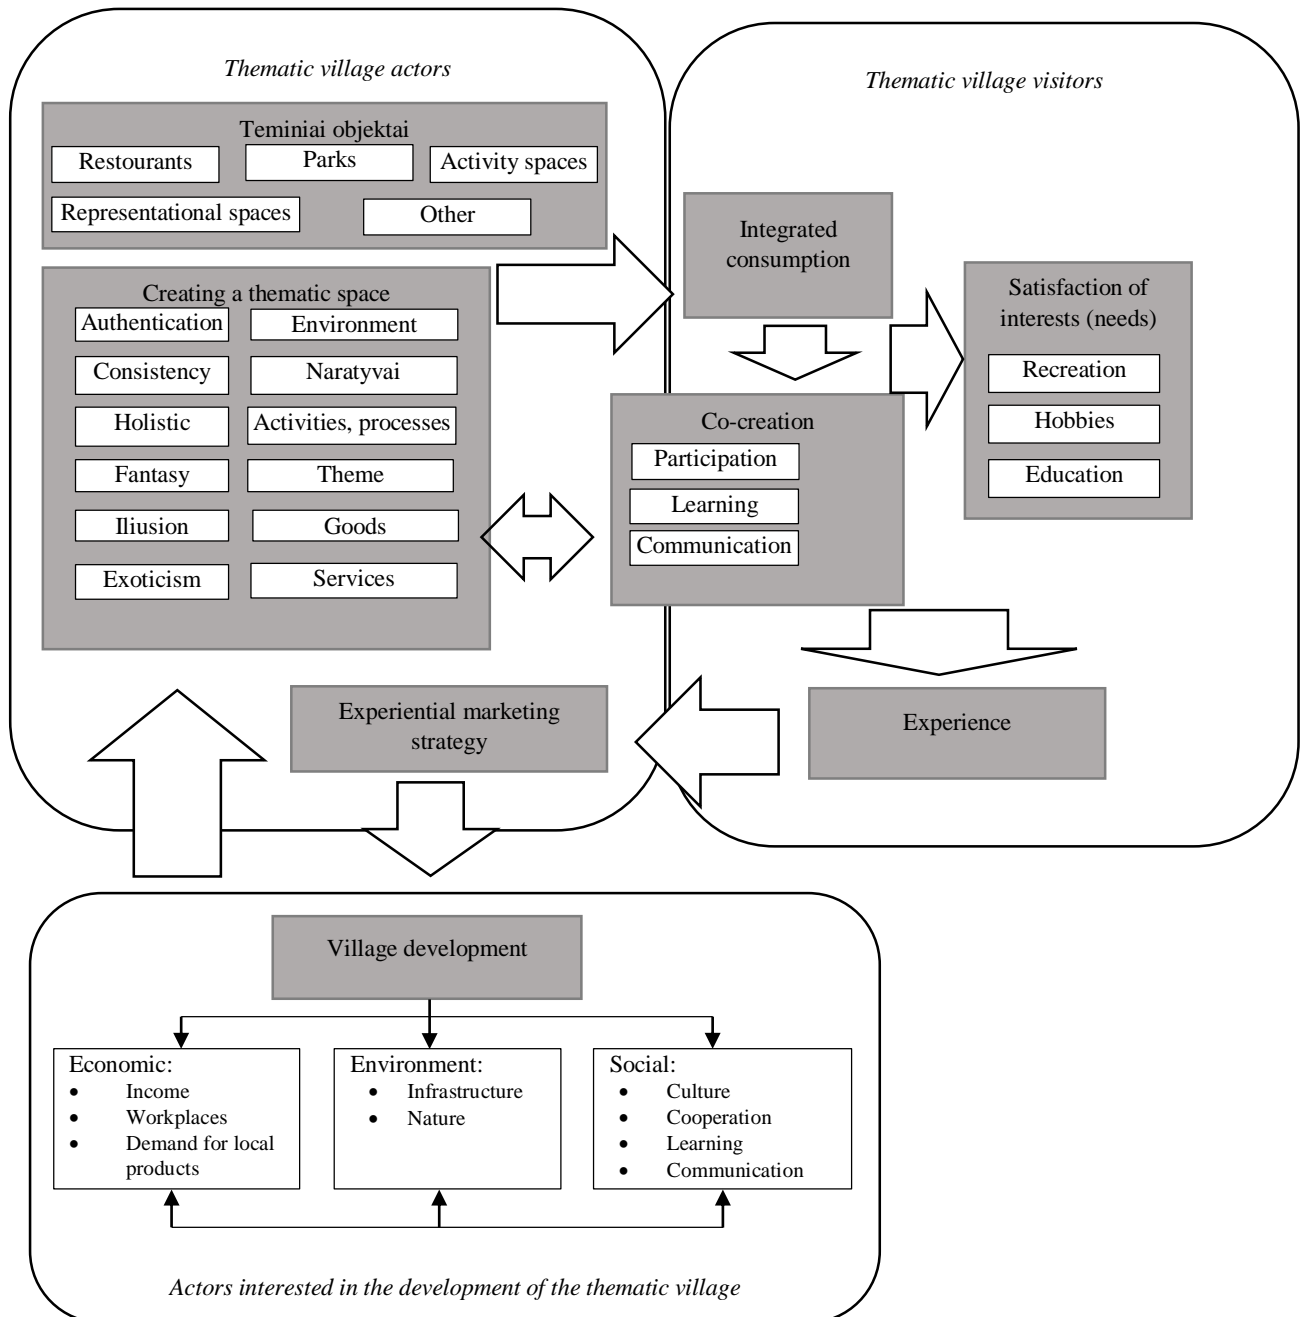 Thematic village actors
Teminiai objektai
Restourants
Parks
Activity spaces
Representational spaces
Other
Creating a thematic space
Authentication
Environment
Consistency
Naratyvai
Holistic
Activities, processes
Fantasy
Theme
Iliusion
Goods
Exoticism
Services
Experiential marketing
strategy
Thematic village visitors
Integrated
consumption
Satisfaction of
interests (needs)
Recreation
Hobbies
Education
Co-creation
Participation
Learning
Communication
Experience
Village development
Economic:
• Income
• Workplaces
• Demand for local
products
Environment:
• Infrastructure
• Nature
Social:
• Culture
• Cooperation
• Learning
• Communication
Actors interested in the development of the thematic village